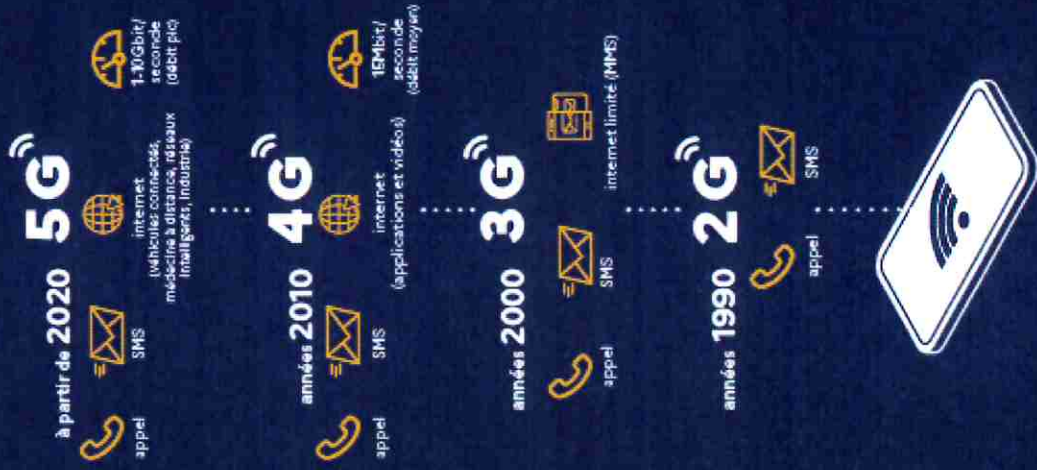 à partir de 2020 5G
appel
SMS
internet
(véhicules connectés,
médecine à distance, réseaux
intelligents, industrie)
1-10Gbit/
seconde
(débit pic)
années 2010 4G
appel
SMS
internet
(applications et vidéos)
15Mbit/
seconde
(débit moyen)
années 2000 3G
appel
SMS
internet limité (MMS)
années 1990 2G
appel
SMS